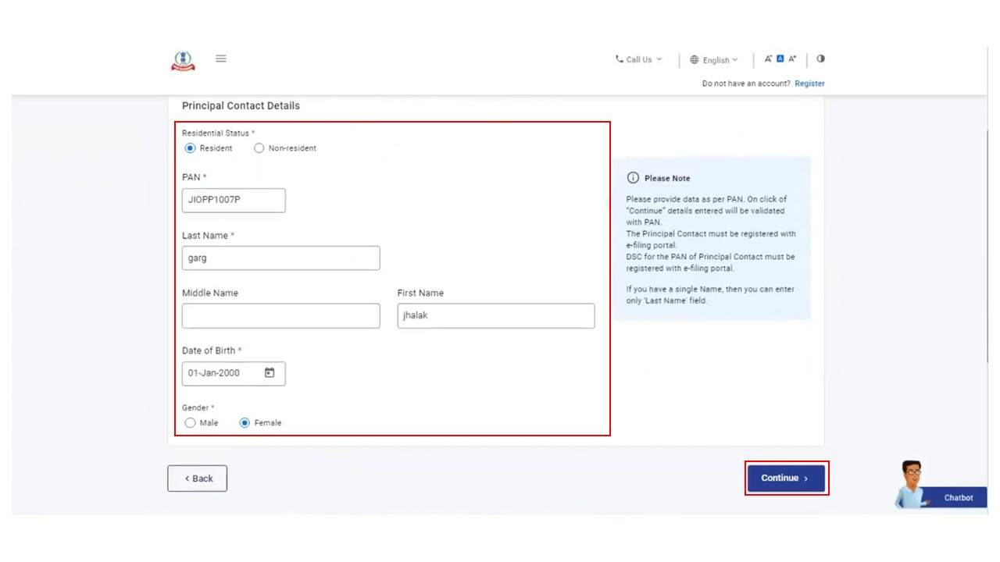 Call Us
English
A- A A+
Do not have an account? Register
Principal Contact Details
Residential Status *
Resident Non-resident
PAN *
JIOPP1007P
Last Name *
garg
Middle Name First Name
jhalak
Date of Birth *
01-Jan-2000
Gender *
Male Female
Please Note
Please provide data as per PAN. On click of
"Continue" details entered will be validated
with PAN.
The Principal Contact must be registered with
e-filing portal.
DSC for the PAN of Principal Contact must be
registered with e-filing portal.
If you have a single Name, then you can enter
only 'Last Name' field.
< Back
Continue >
Chatbot